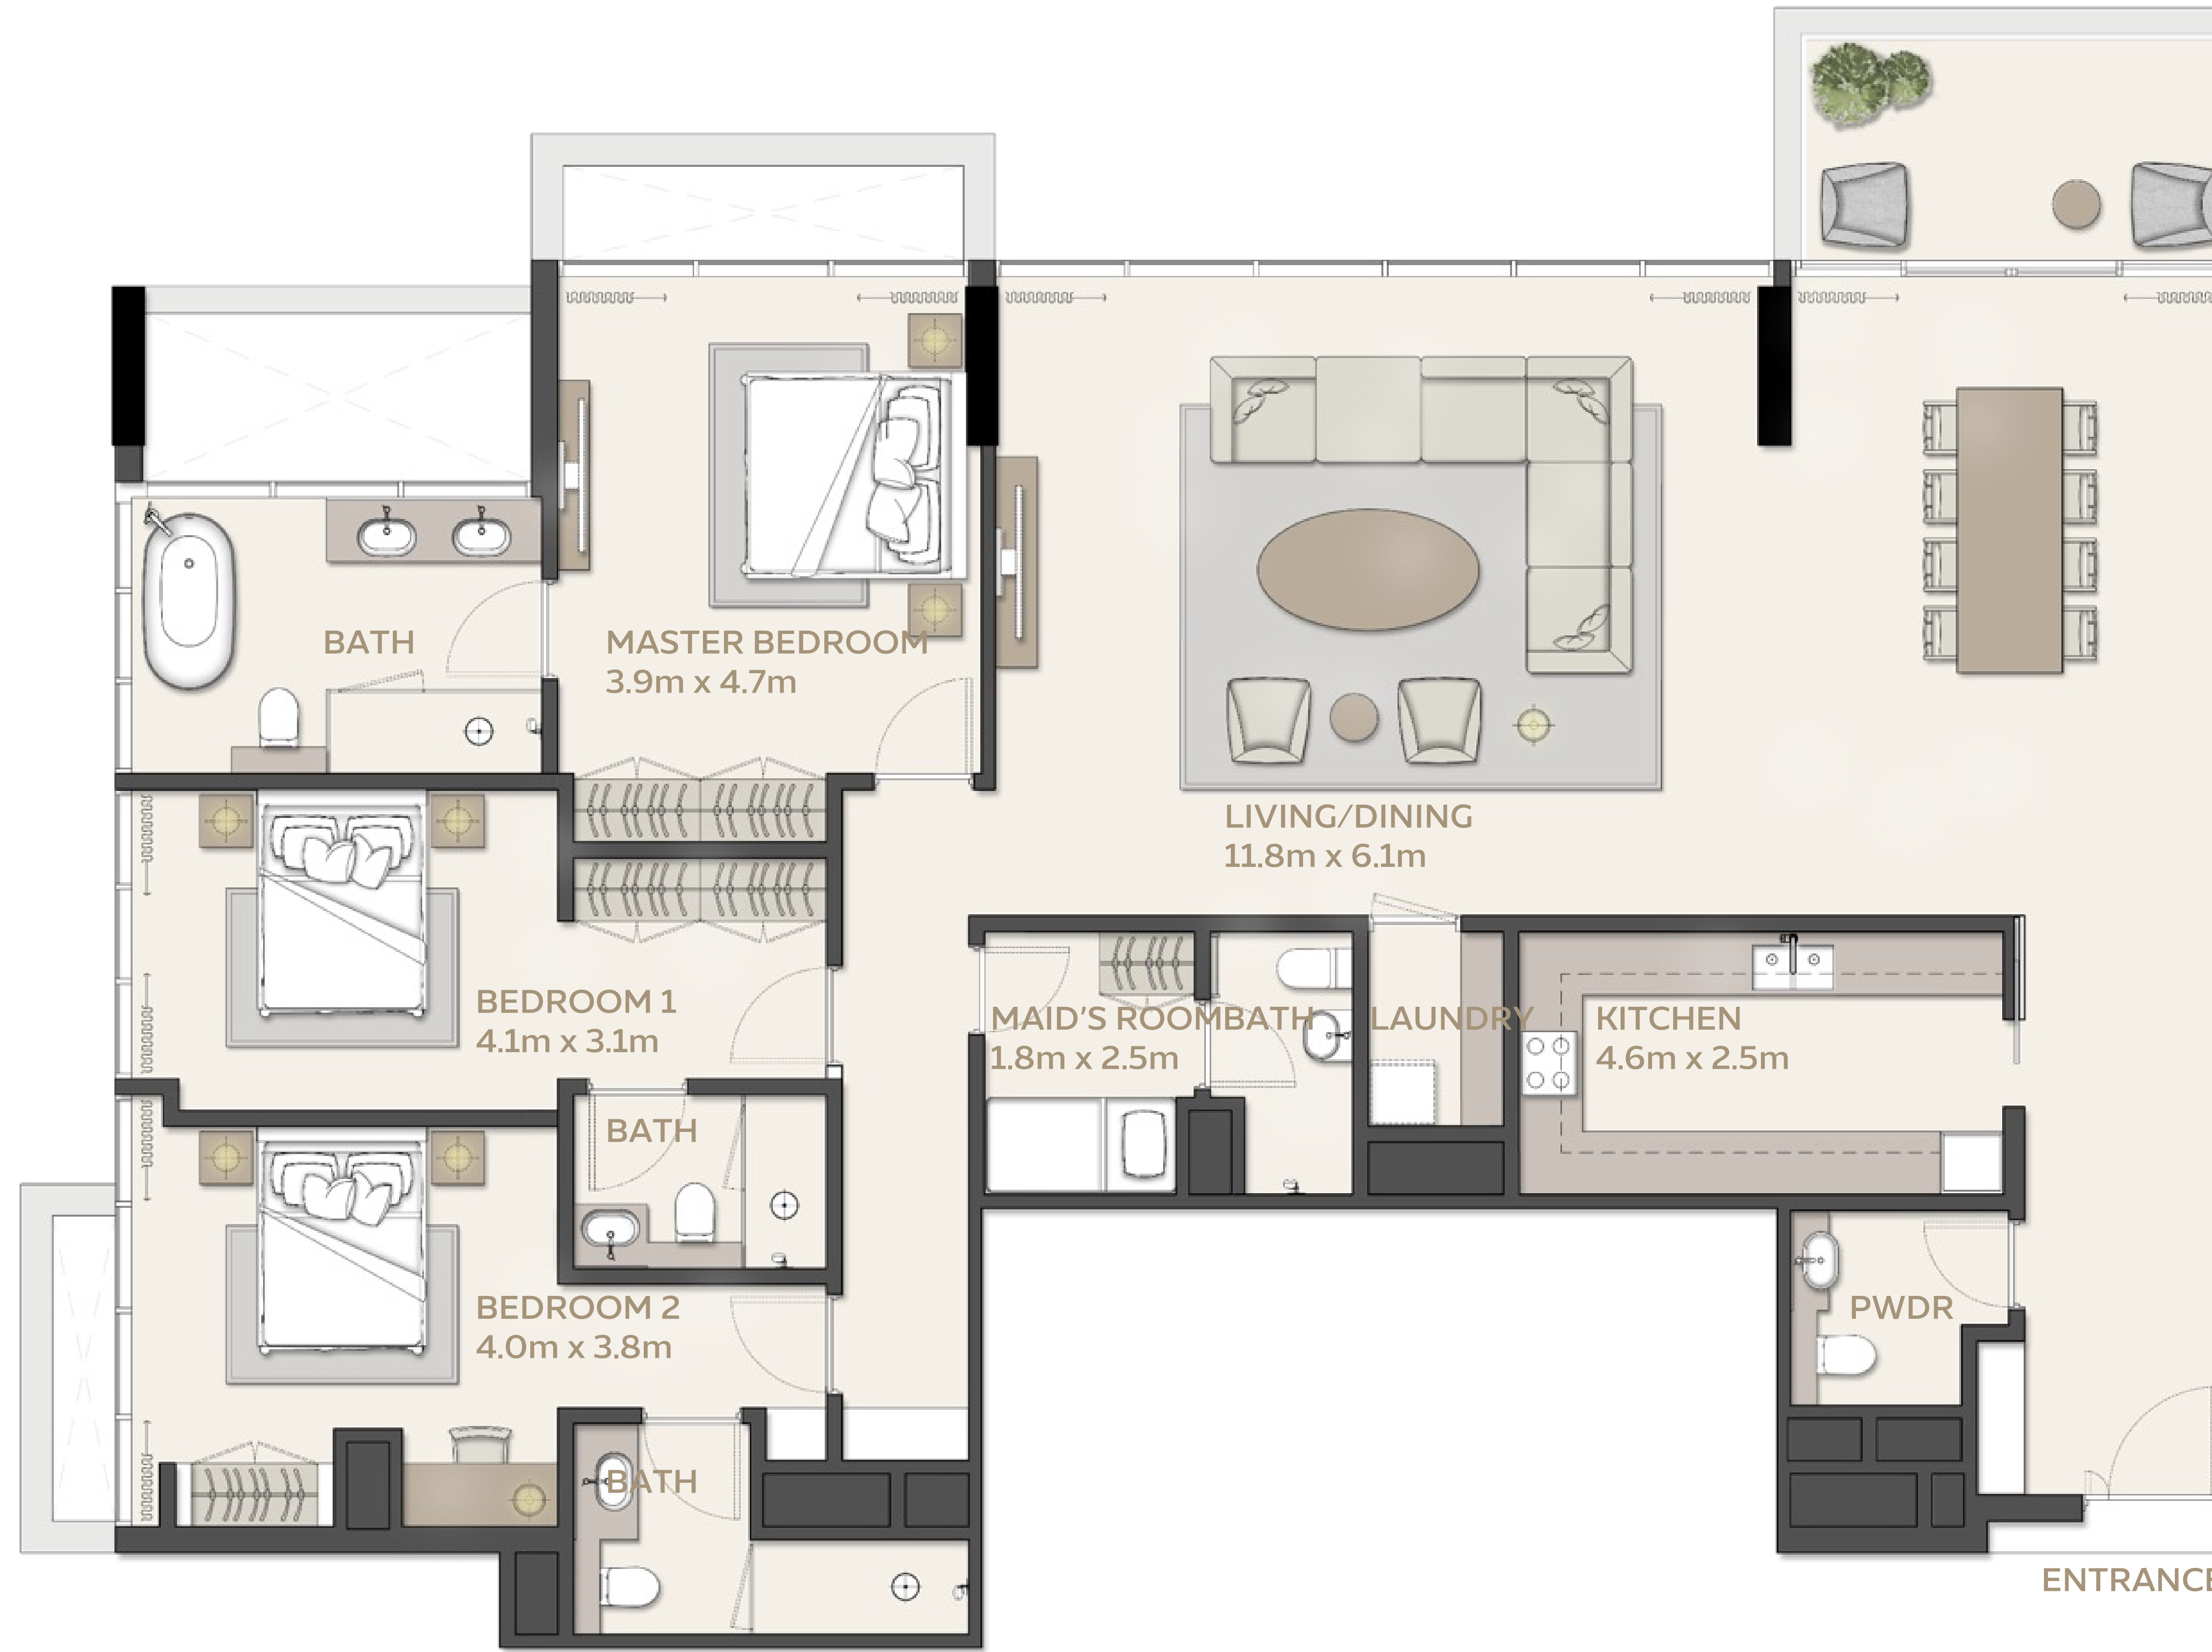 BATH
MASTER BEDROOM
3.9m x 4.7m
LIVING/DINING
11.8m x 6.1m
BEDROOM 1
4.1m x 3.1m
MAID'S ROOM
1.8m x 2.5m
BATH
LAUNDRY
KITCHEN
4.6m x 2.5m
BATH
BEDROOM 2
4.0m x 3.8m
PWDR
BATH
ENTRANCE